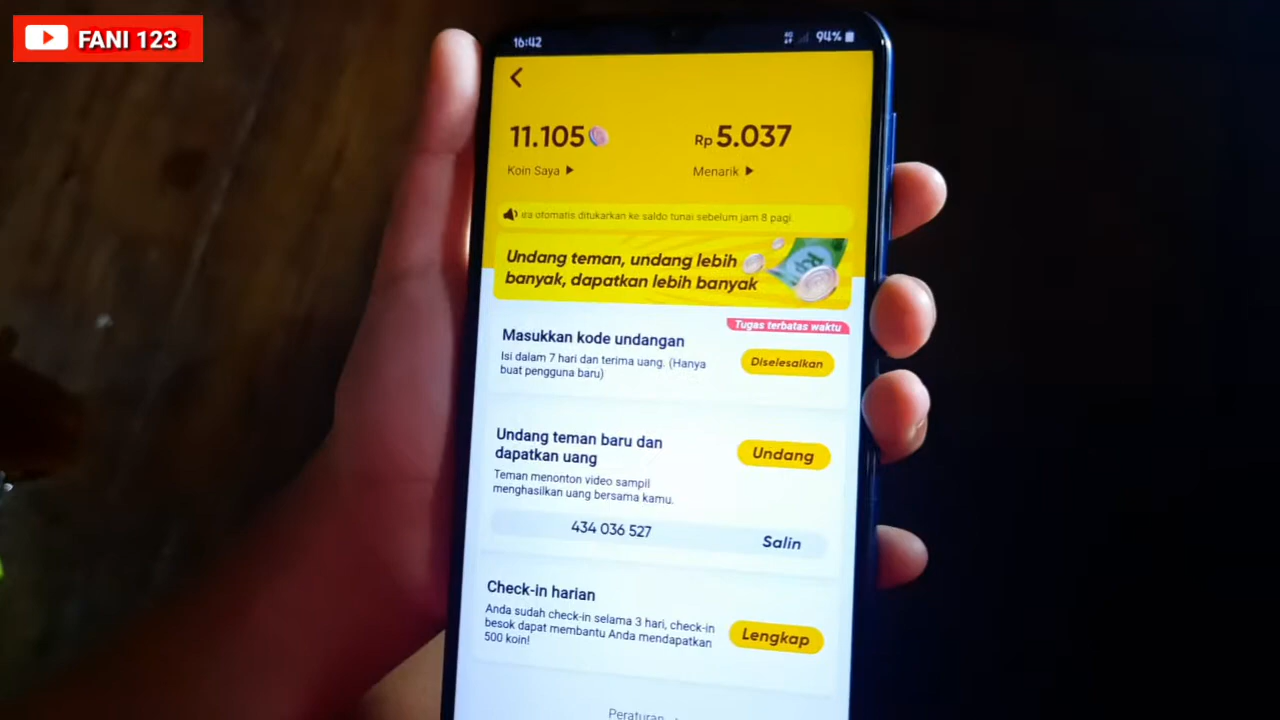 FANI 123
16:42
94%
11.105
Rp 5.037
Koin Saya
Menarik
otomatis ditukarkan ke saldo tunai sebelum jam 8 pagi.
Undang teman, undang lebih
banyak, dapatkan lebih banyak
Tugas terbatas waktu
Masukkan kode undangan
Isi dalam 7 hari dan terima uang. (Hanya
buat pengguna baru)
Diselesaikan
Undang teman baru dan
dapatkan uang
Undang
Teman menonton video sampil
menghasilkan uang bersama kamu.
434 036 527
Salin
Check-in harian
Anda sudah check-in selama 3 hari, check-in
besok dapat membantu Anda mendapatkan
500 koin!
Lengkap
Peraturan